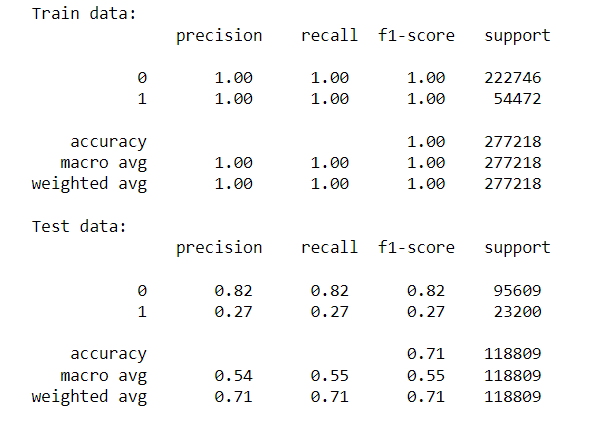 Train data:
precision recall f1-score support
0 1.00 1.00 1.00 222746
1 1.00 1.00 1.00 54472
accuracy 1.00 277218
macro avg 1.00 1.00 1.00 277218
weighted avg 1.00 1.00 1.00 277218
Test data:
precision recall f1-score support
0 0.82 0.82 0.82 95609
1 0.27 0.27 0.27 23200
accuracy 0.71 118809
macro avg 0.54 0.55 0.55 118809
weighted avg 0.71 0.71 0.71 118809